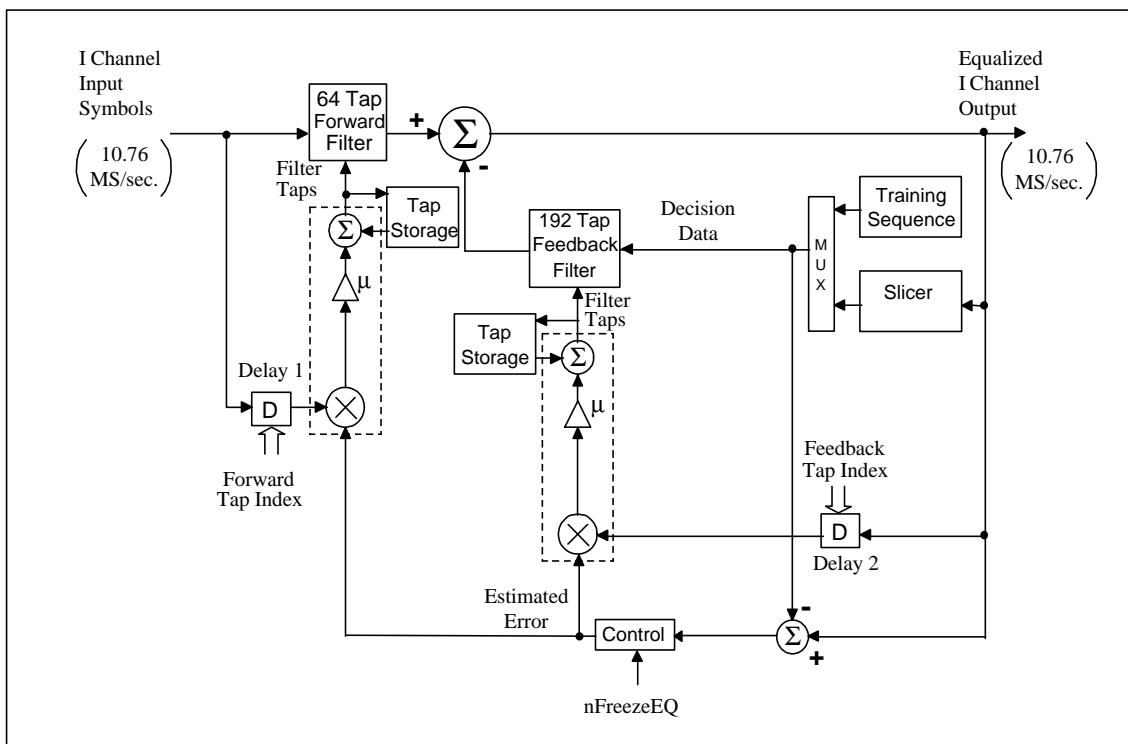 I Channel
Input
Symbols
(10.76
MS/sec.)
64 Tap
Forward
Filter
+
Σ
-
Equalized
I Channel
Output
(10.76
MS/sec.)
Filter
Taps
Tap
Storage
Σ
μ
Delay 1
D
Forward
Tap Index
192 Tap
Feedback
Filter
Decision
Data
MUX
Training
Sequence
Slicer
Filter
Taps
Tap
Storage
Σ
μ
Feedback
Tap Index
D
Delay 2
Estimated
Error
Control
nFreezeEQ
-
Σ
+